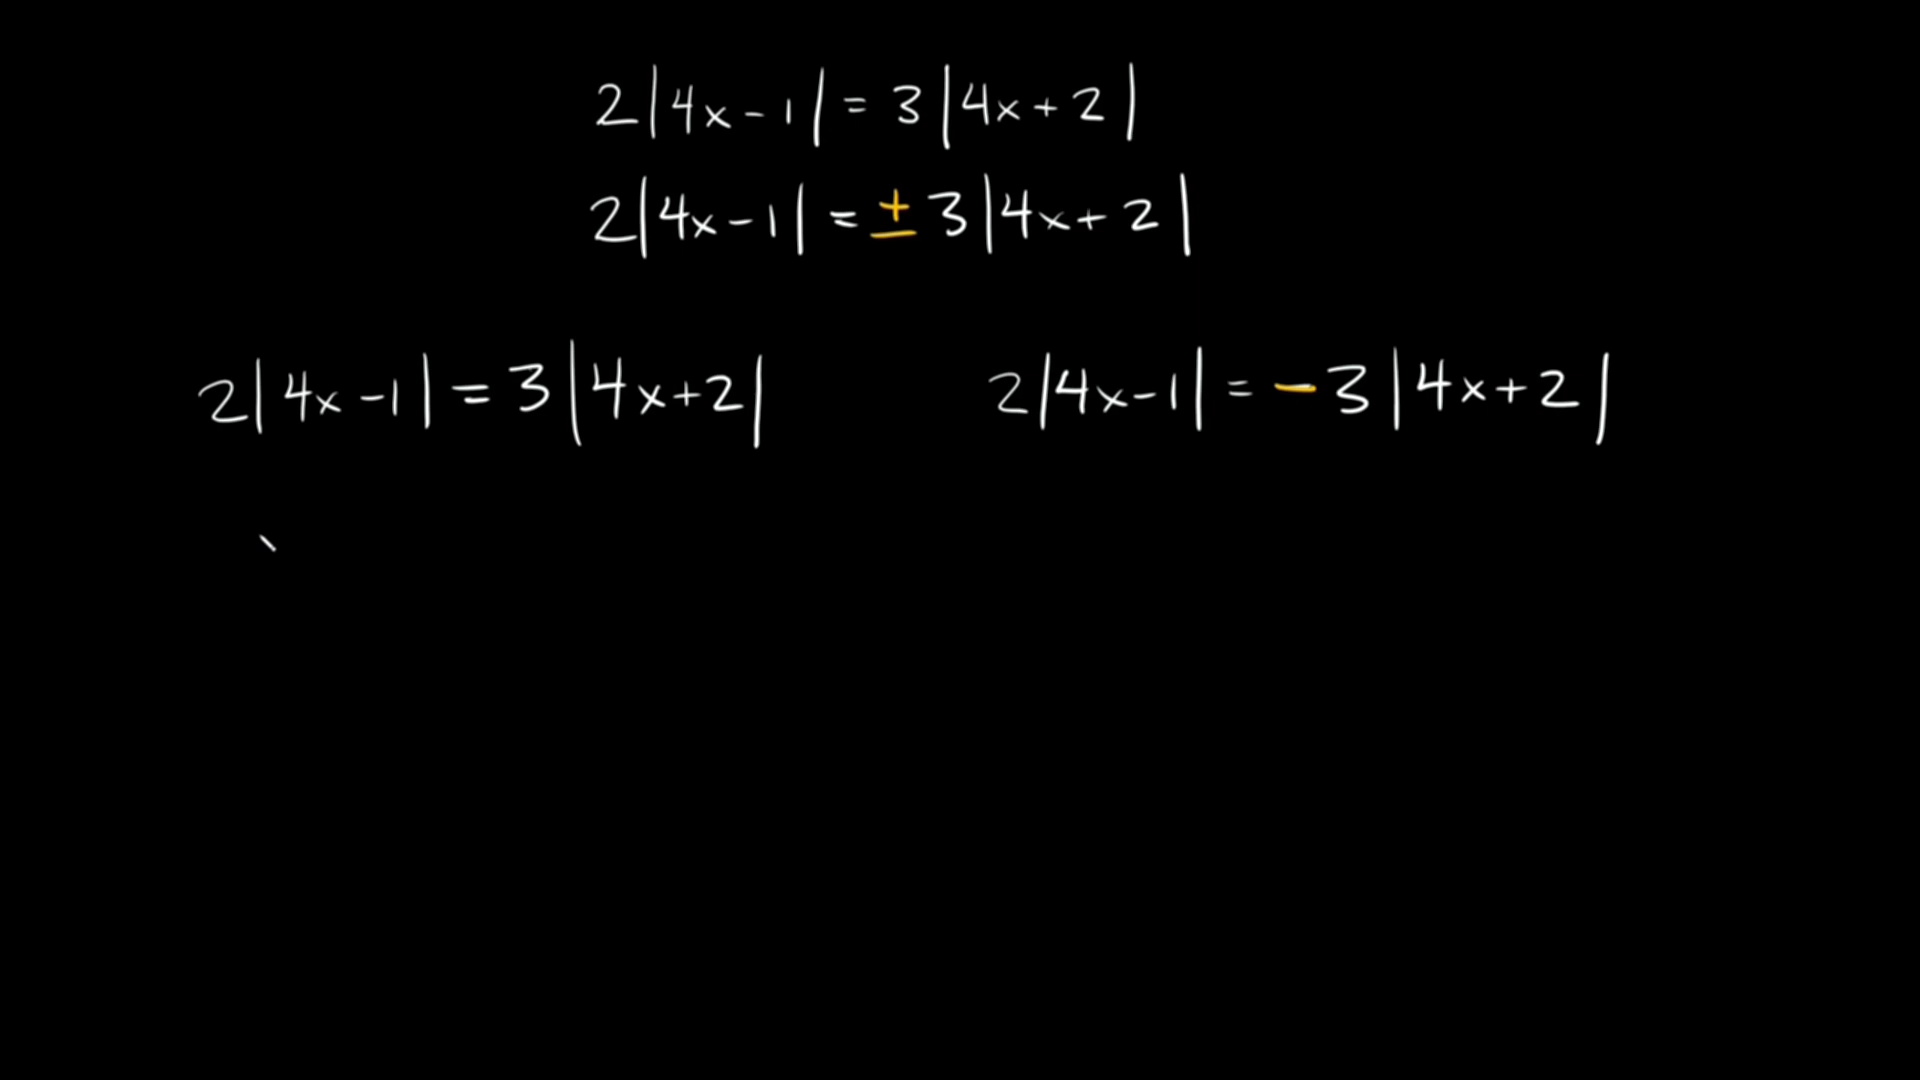 2|4x-1| = 3|4x+2|
2|4x-1| = ± 3|4x+2|
2|4x-1| = 3|4x+2|
2|4x-1| = -3|4x+2|